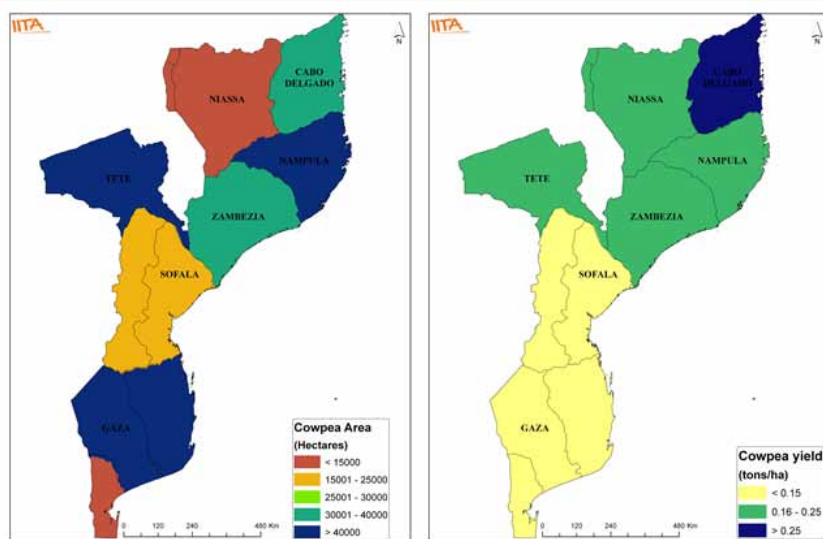 IITA
N
CABO
DELGADO
NIASSA
NAMPULA
TETE
ZAMBEZIA
SOFALA
GAZA
Cowpea Area
(Hectares)
< 15000
15001 - 25000
25001 - 30000
30001 - 40000
> 40000
0 120 240 480 Km
IITA
N
CABO
DELGADO
NIASSA
NAMPULA
TETE
ZAMBEZIA
SOFALA
GAZA
Cowpea yield
(tons/ha)
< 0.15
0.16 - 0.25
> 0.25
0 120 240 480 Km